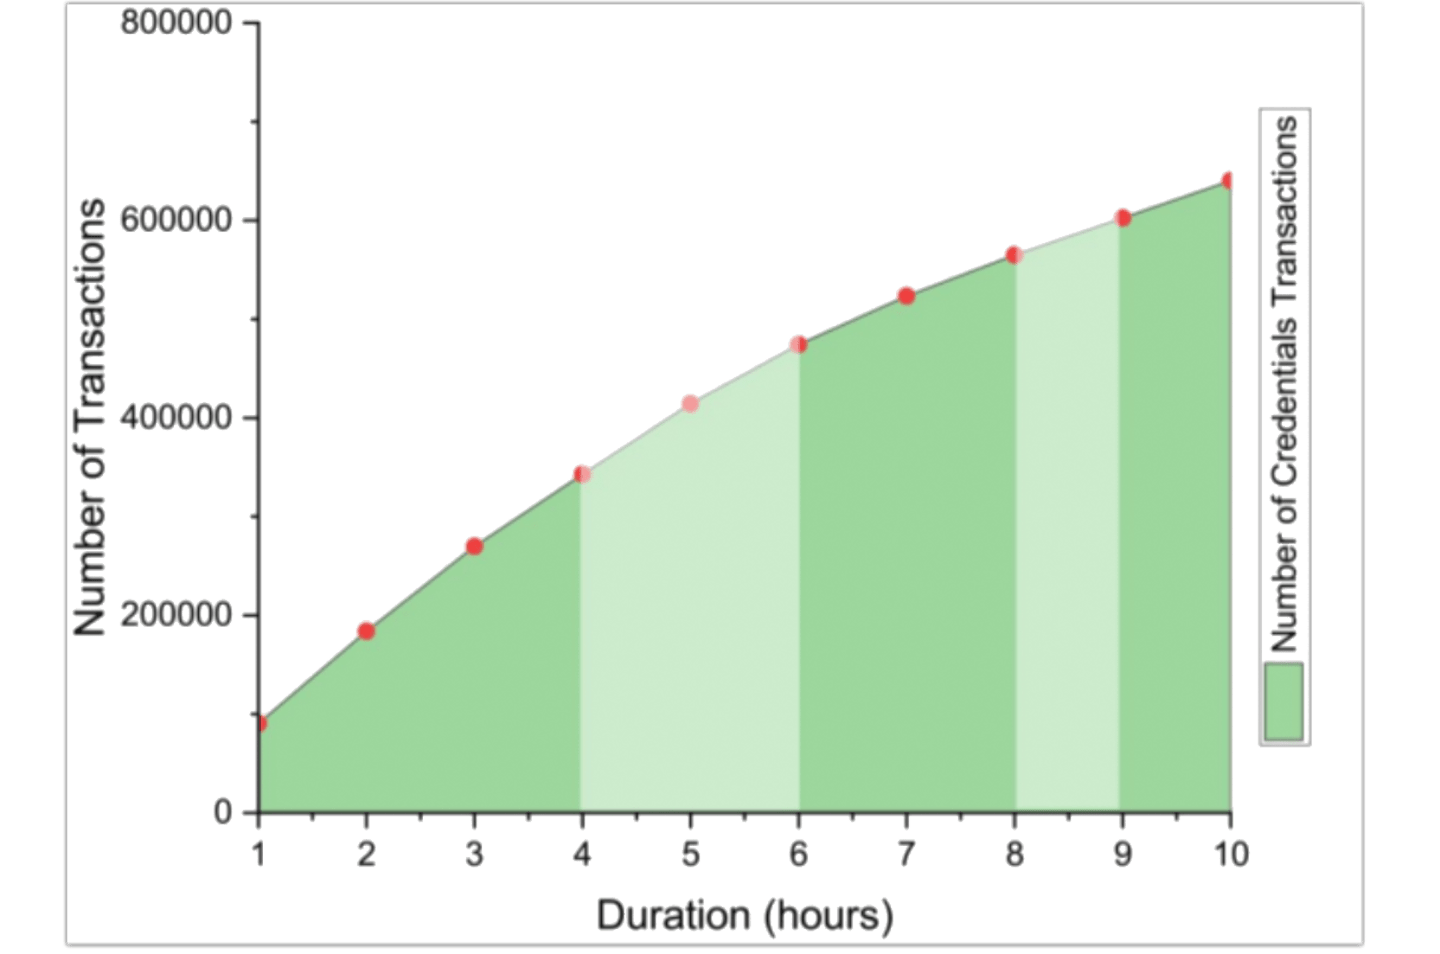 800000
600000
400000
200000
0
Number of Transactions
1 2 3 4 5 6 7 8 9 10
Duration (hours)
Number of Credentials Transactions